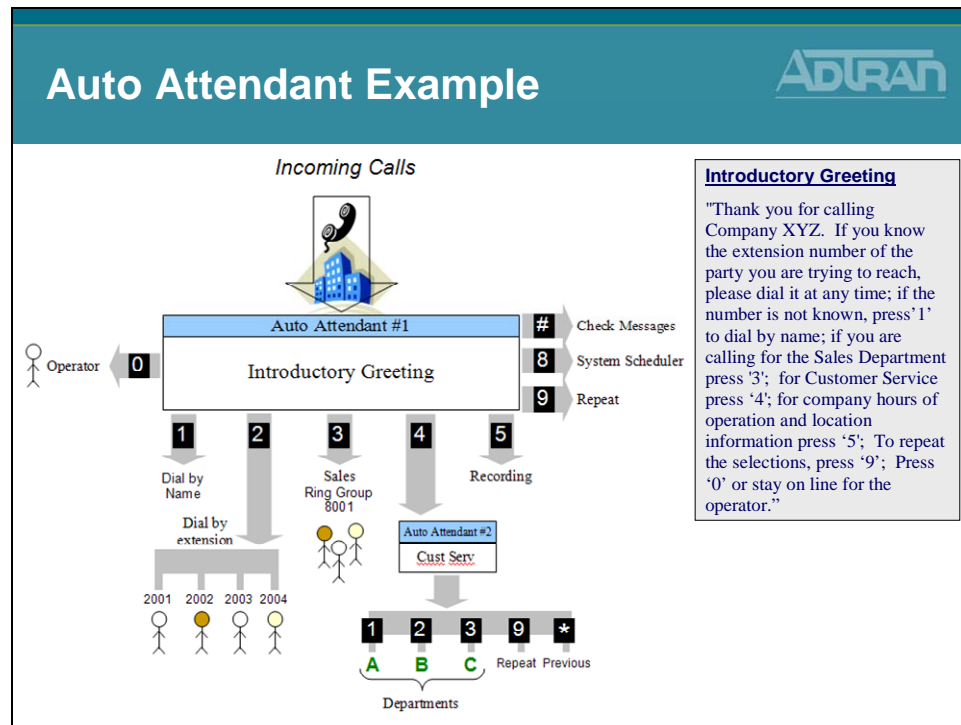 Auto Attendant Example
ADTRAN
Incoming Calls
Auto Attendant #1
Introductory Greeting
0
Operator
#
Check Messages
8
System Scheduler
9
Repeat
1
2
3
4
5
Dial by
Name
Dial by
extension
Sales
Ring Group
8001
Recording
2001 2002 2003 2004
Auto Attendant #2
Cust Serv
1 2 3 9 *
A B C Repeat Previous
Departments
Introductory Greeting
"Thank you for calling
Company XYZ. If you know
the extension number of the
party you are trying to reach,
please dial it at any time; if the
number is not known, press’1’
to dial by name; if you are
calling for the Sales Department
press '3'; for Customer Service
press ‘4'; for company hours of
operation and location
information press ‘5'; To repeat
the selections, press ‘9’; Press
‘0’ or stay on line for the
operator.”